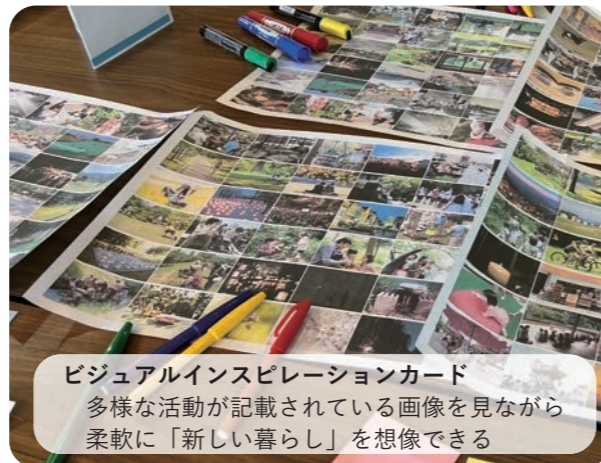 ビジュアルインスピレーションカード
多様な活動が記載されている画像を見ながら
柔軟に「新しい暮らし」を想像できる